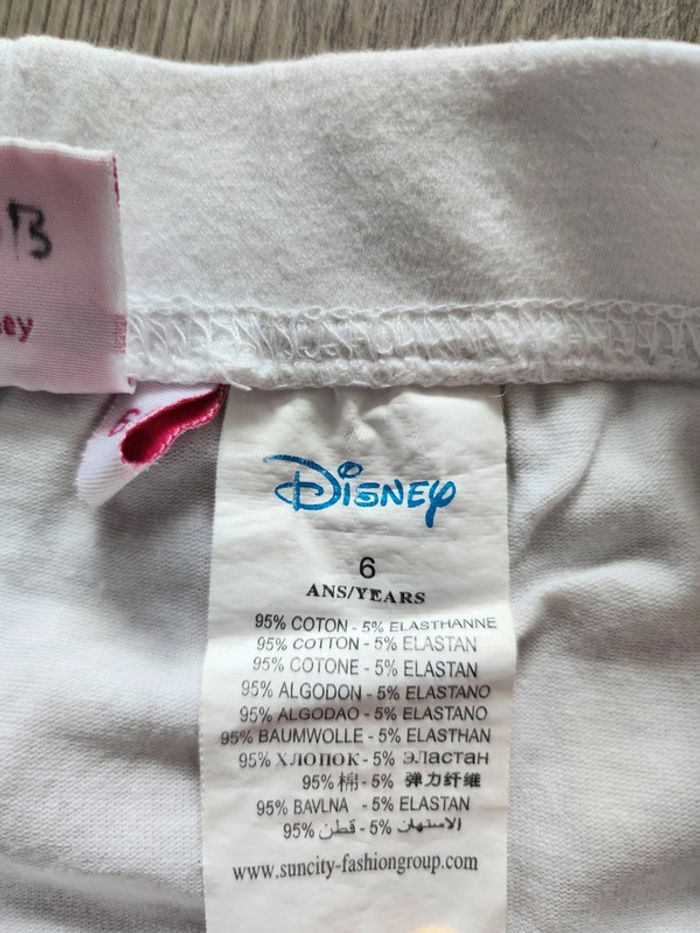 Disney
6
ANS/YEARS
95% COTON - 5% ELASTHANNE
95% COTTON - 5% ELASTAN
95% COTONE - 5% ELASTAN
95% ALGODON - 5% ELASTANO
95% ALGODAO - 5% ELASTANO
95% BAUMWOLLE - 5% ELASTHAN
95% ХЛОПОК - 5% Эластан
95% 棉 - 5% 弹力纤维
95% BAVLNA - 5% ELASTAN
95% قطن - 5% الاستهان
www.suncity-fashiongroup.com